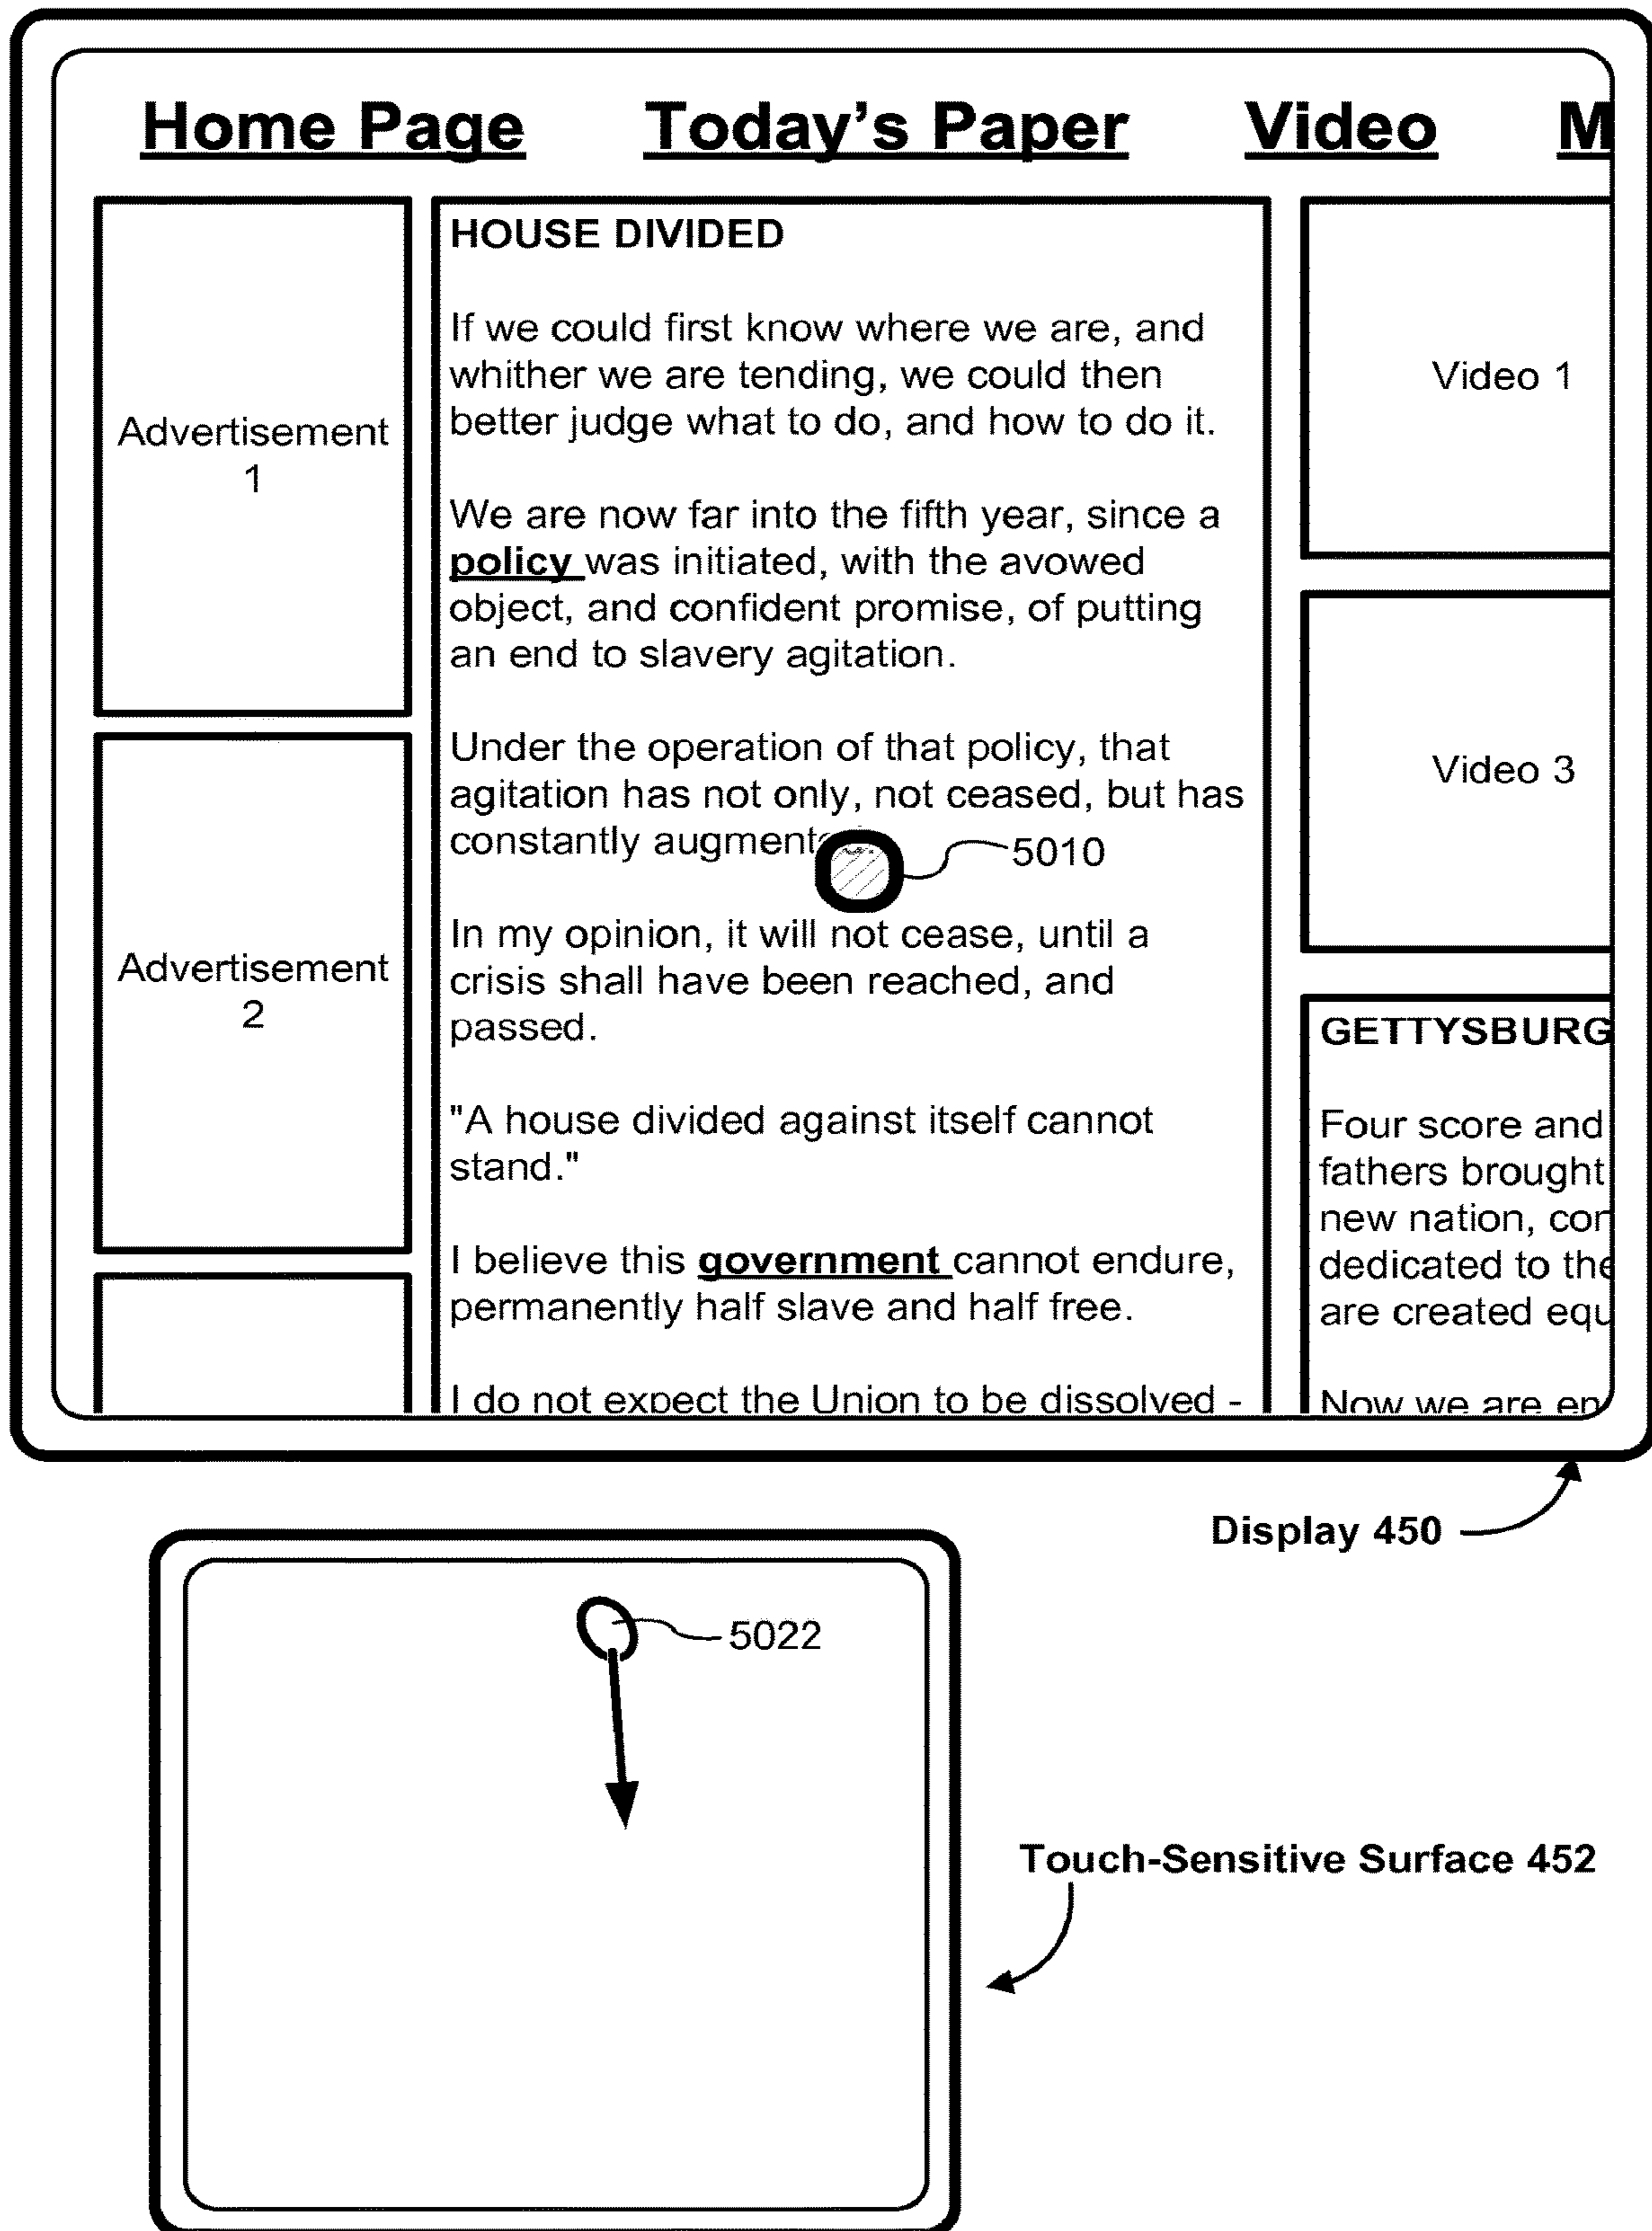 Home Page Today's Paper Video M
Advertisement
1
Advertisement
2
HOUSE DIVIDED
If we could first know where we are, and
whither we are tending, we could then
better judge what to do, and how to do it.
We are now far into the fifth year, since a
policy was initiated, with the avowed
object, and confident promise, of putting
an end to slavery agitation.
Under the operation of that policy, that
agitation has not only, not ceased, but has
constantly augment
5010
In my opinion, it will not cease, until a
crisis shall have been reached, and
passed.
"A house divided against itself cannot
stand."
I believe this government cannot endure,
permanently half slave and half free.
I do not expect the Union to be dissolved -
Video 1
Video 3
GETTYSBURG
Four score and
fathers brought
new nation, con
dedicated to the
are created equ
Now we are en
Display 450
5022
Touch-Sensitive Surface 452